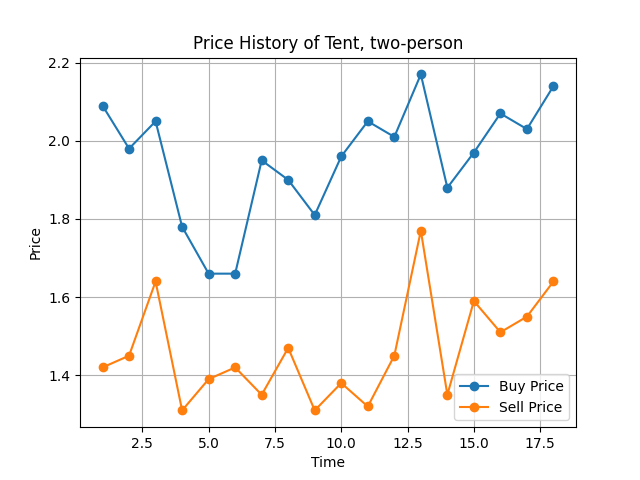 Price History of Tent, two-person
2.2
2.0
1.8
1.6
1.4
Price
2.5
5.0
7.5
10.0
12.5
15.0
17.5
Time
Buy Price
Sell Price